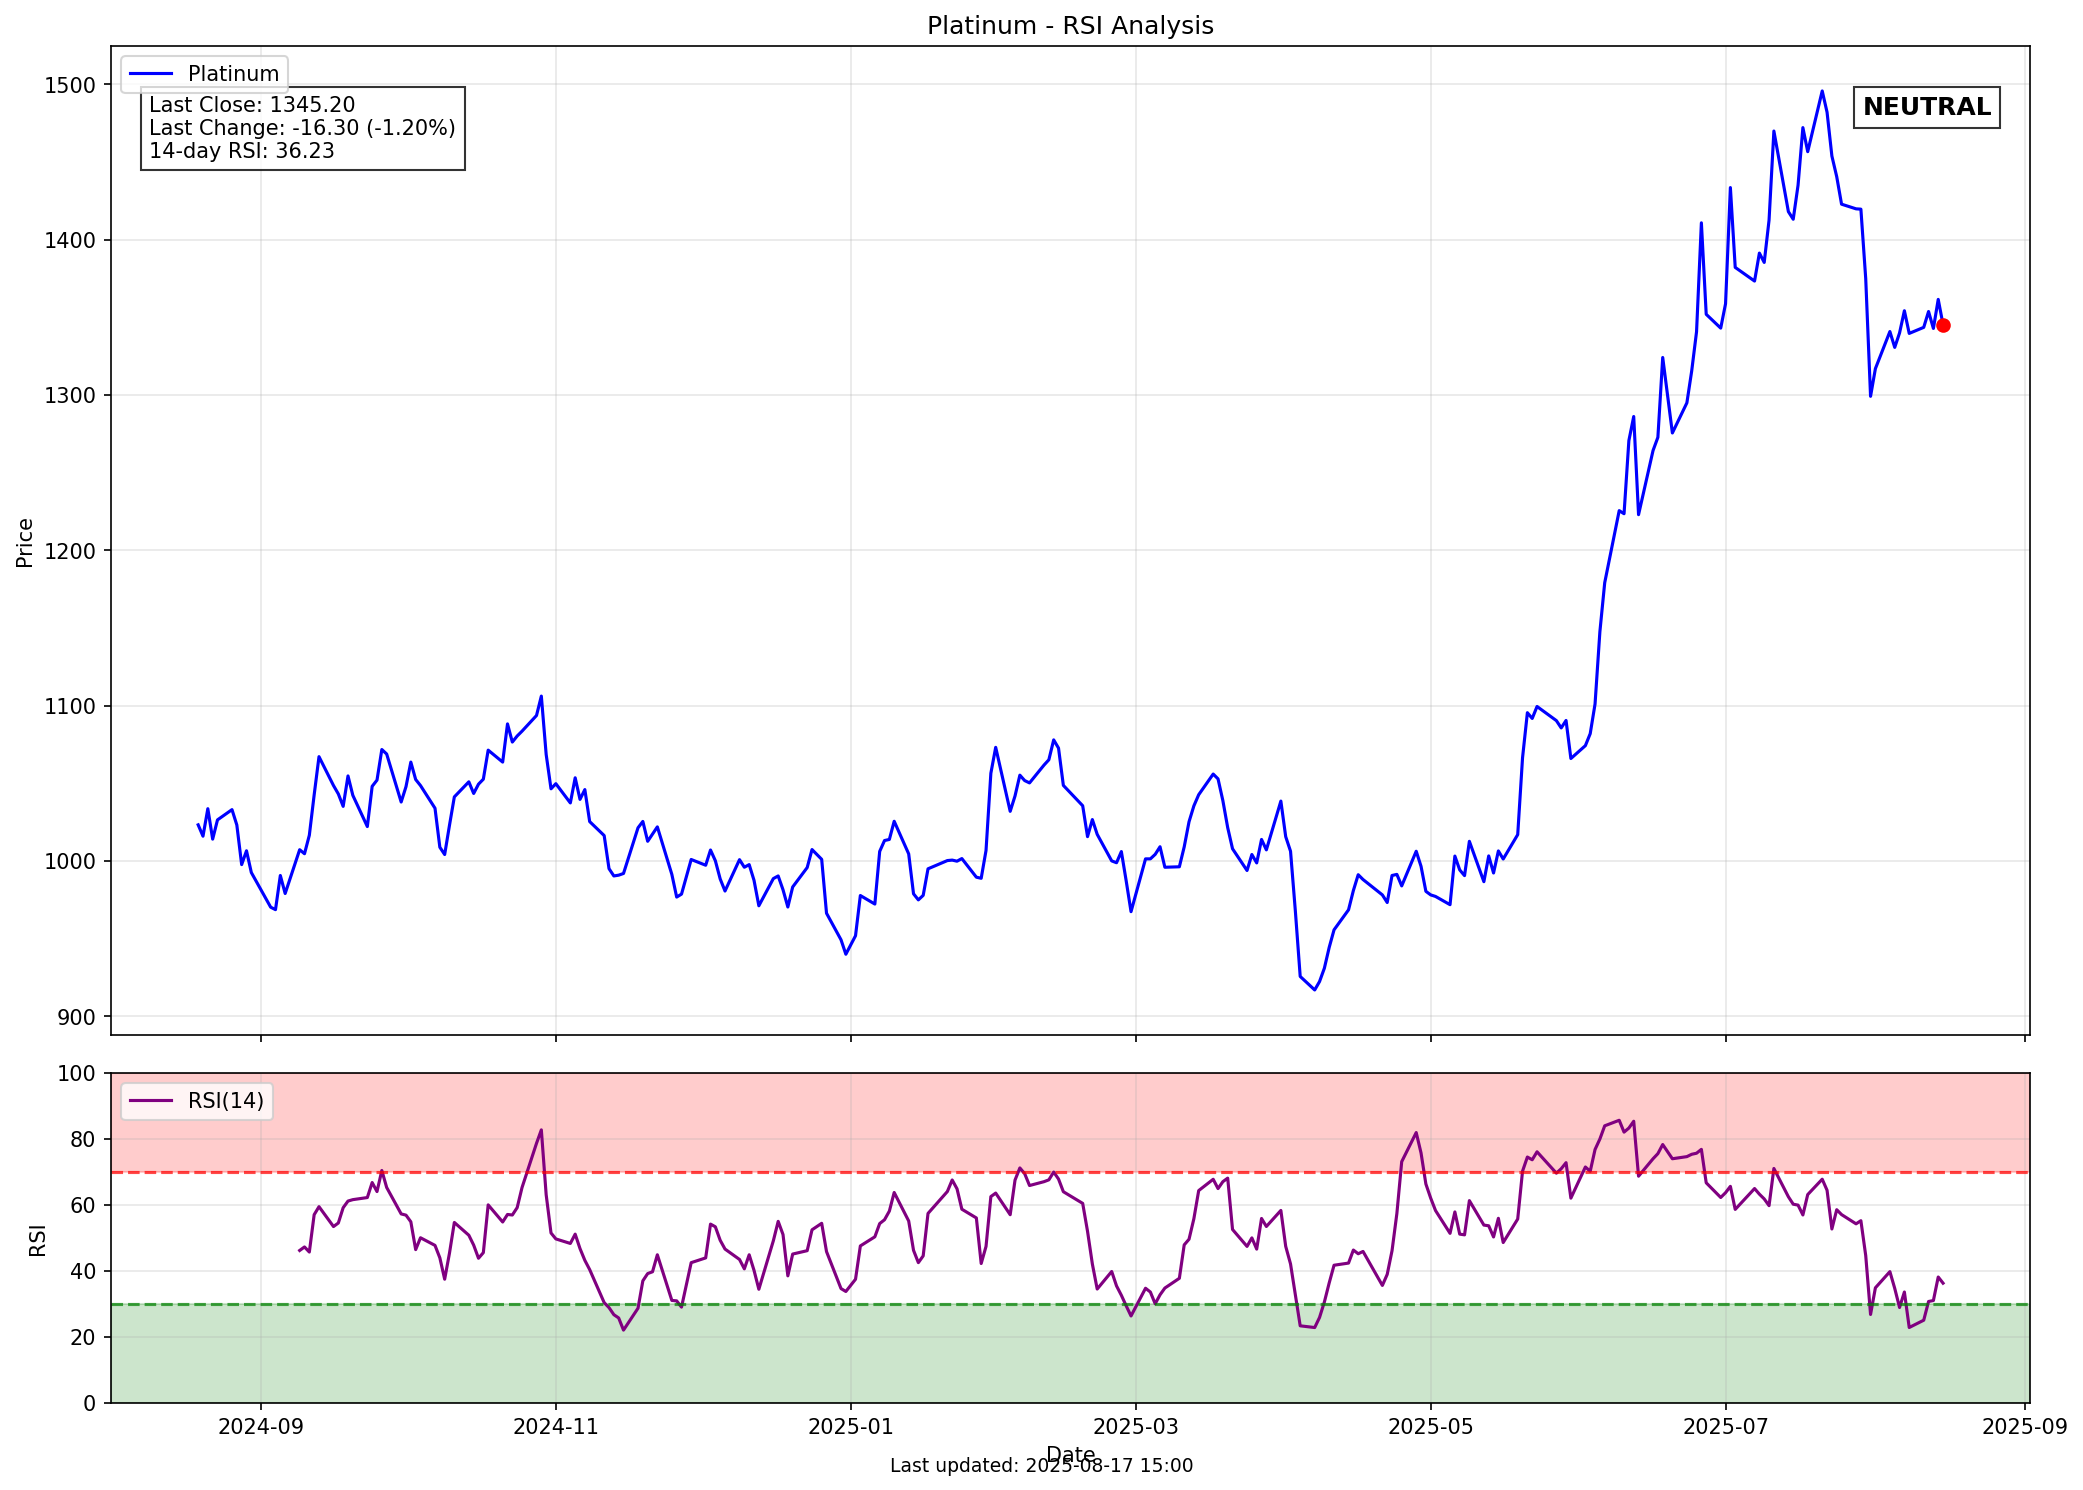 Platinum - RSI Analysis
Platinum
Last Close: 1345.20
Last Change: -16.30 (-1.20%)
14-day RSI: 36.23
NEUTRAL
Price
1500
1400
1300
1200
1100
1000
900
RSI(14)
RSI
100
80
60
40
20
0
2024-09
2024-11
2025-01
2025-03
2025-05
2025-07
2025-09
Date
Last updated: 2025-08-17 15:00